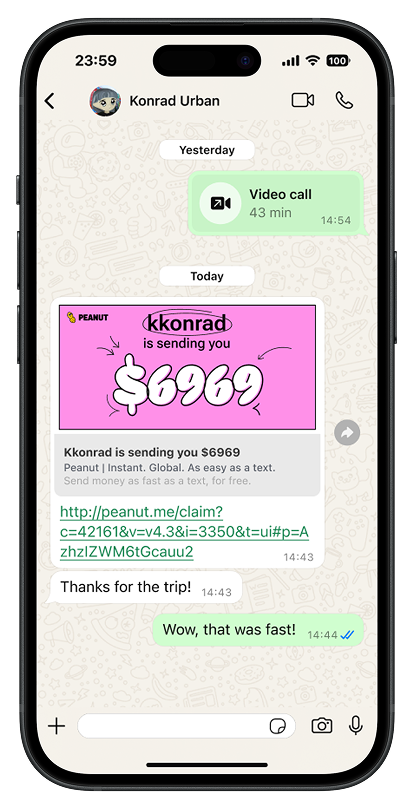 23:59
100
Konrad Urban
Yesterday
Video call
43 min
14:54
Today
PEANUT
kkonrad
is sending you
$6969
Kkonrad is sending you $6969
Peanut | Instant. Global. As easy as a text.
Send money as fast as a text, for free.
http://peanut.me/claim?
c=42161&v=v4.3&i=3350&t=ui#p=A
zhzIZWM6tGcauu2
14:43
Thanks for the trip!
14:43
Wow, that was fast!
14:44